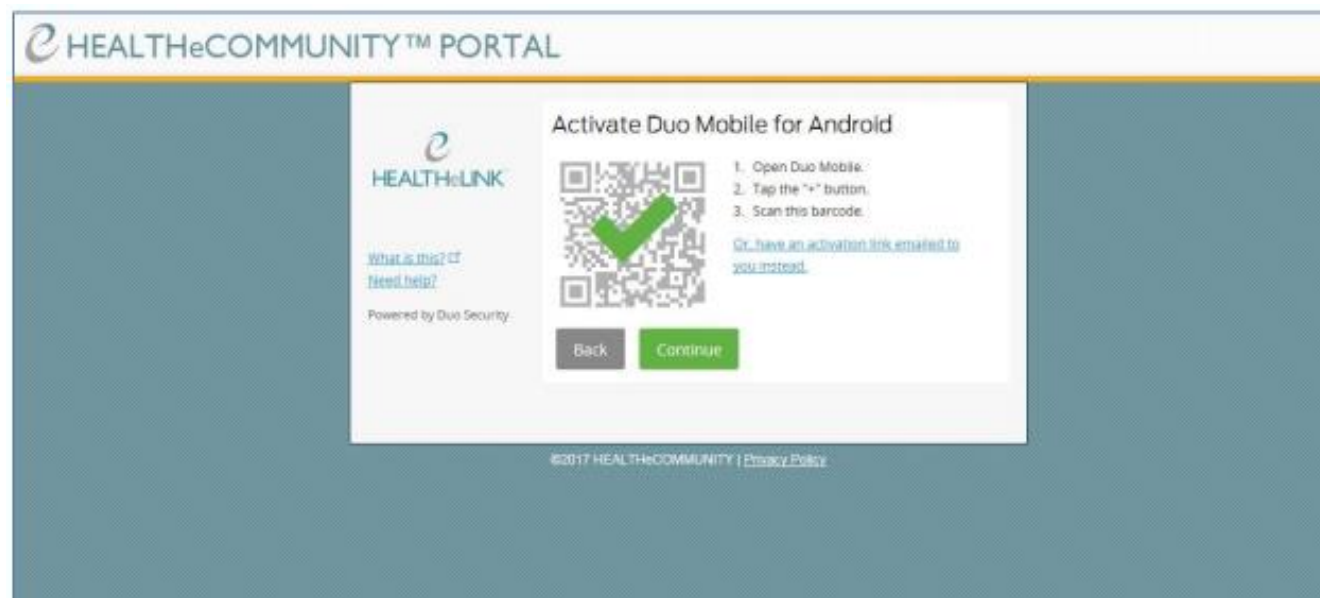 HEALTHeCOMMUNITY™ PORTAL
HEALTHeLINK
What is this?
Need help?
Powered by Duo Security
Activate Duo Mobile for Android
1. Open Duo Mobile.
2. Tap the "+" button.
3. Scan this barcode.
Or, have an activation link emailed to
you instead.
Back
Continue
©2017 HEALTHeCOMMUNITY | Privacy Policy